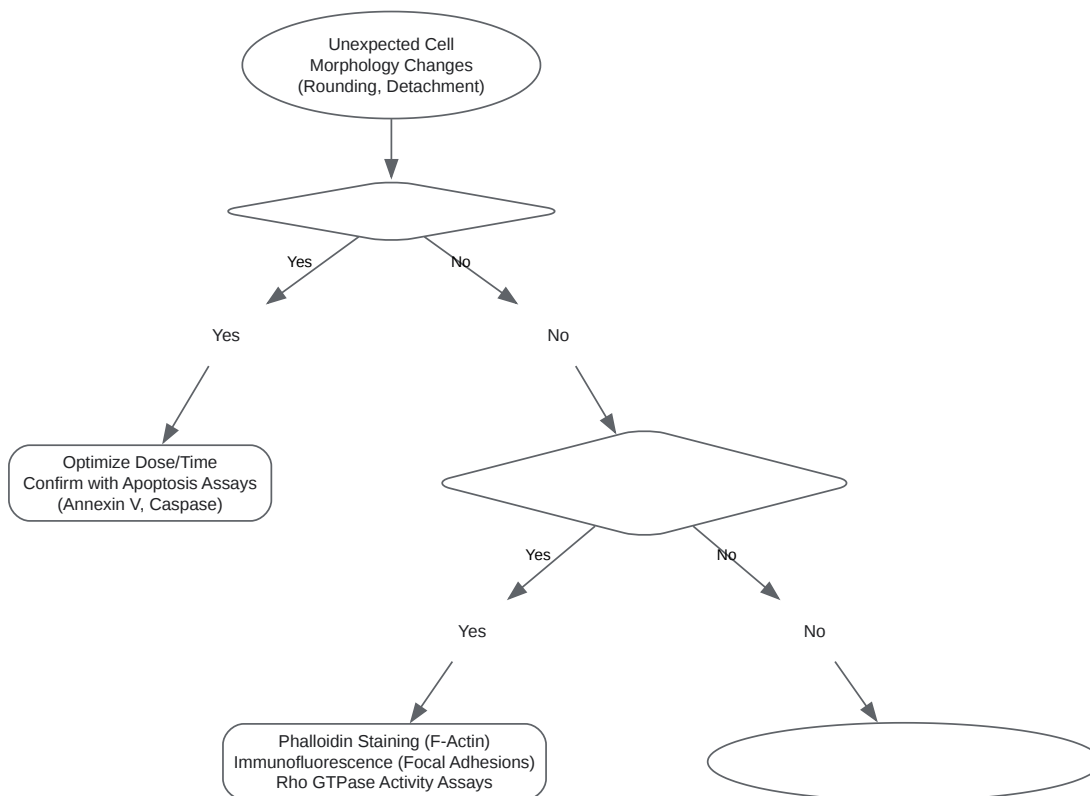 Unexpected Cell
Morphology Changes
(Rounding, Detachment)
Yes
No
Yes
No
Optimize Dose/Time
Confirm with Apoptosis Assays
(Annexin V, Caspase)
Yes
No
Yes
No
Phalloidin Staining (F-Actin)
Immunofluorescence (Focal Adhesions)
Rho GTPase Activity Assays